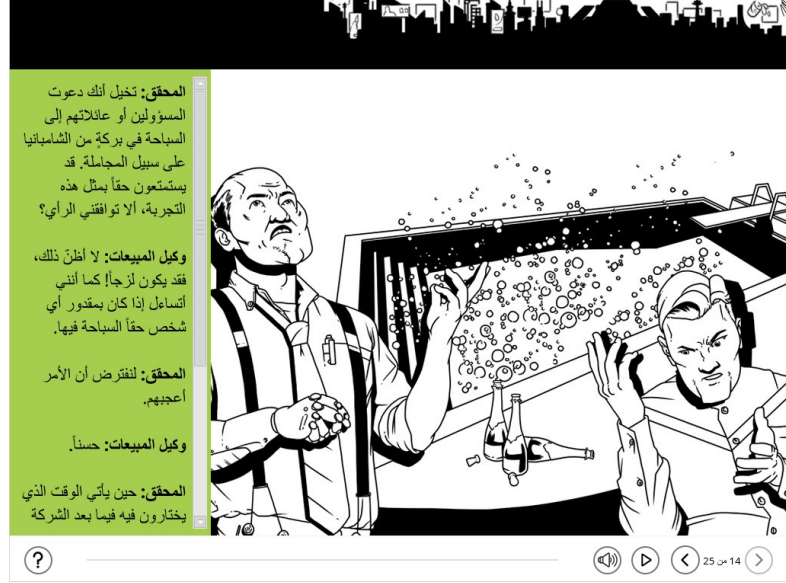 المحقق: تخيل أنك دعوت
المسؤولين أو عائلاتهم إلى
السباحة في بركةٍ من الشامبانيا
على سبيل المجاملة. قد
يستمتعون حقاً بمثل هذه
التجربة، ألا توافقني الرأي؟
وكيل المبيعات: لا أظنّ ذلك،
فقد يكون لزجاً! كما أنني
أتساءل إذا كان بمقدور أي
شخص حقاً السباحة فيها.
المحقق: لنفترض أن الأمر
أعجبهم.
وكيل المبيعات: حسناً.
المحقق: حين يأتي الوقت الذي
يختارون فيه فيما بعد الشركة
?
14 من 25